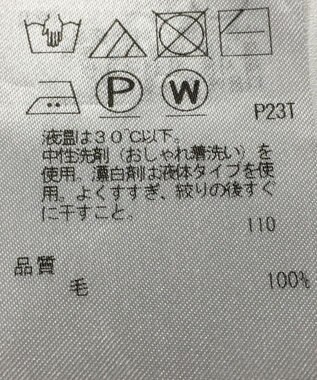 P W
P23T
液温は30℃以下。
中性洗剤（おしゃれ着洗い）を
使用。漂白剤は液体タイプを使
用。よくすすぎ、絞りの後すぐ
に干すこと。
110
品質
毛 100%